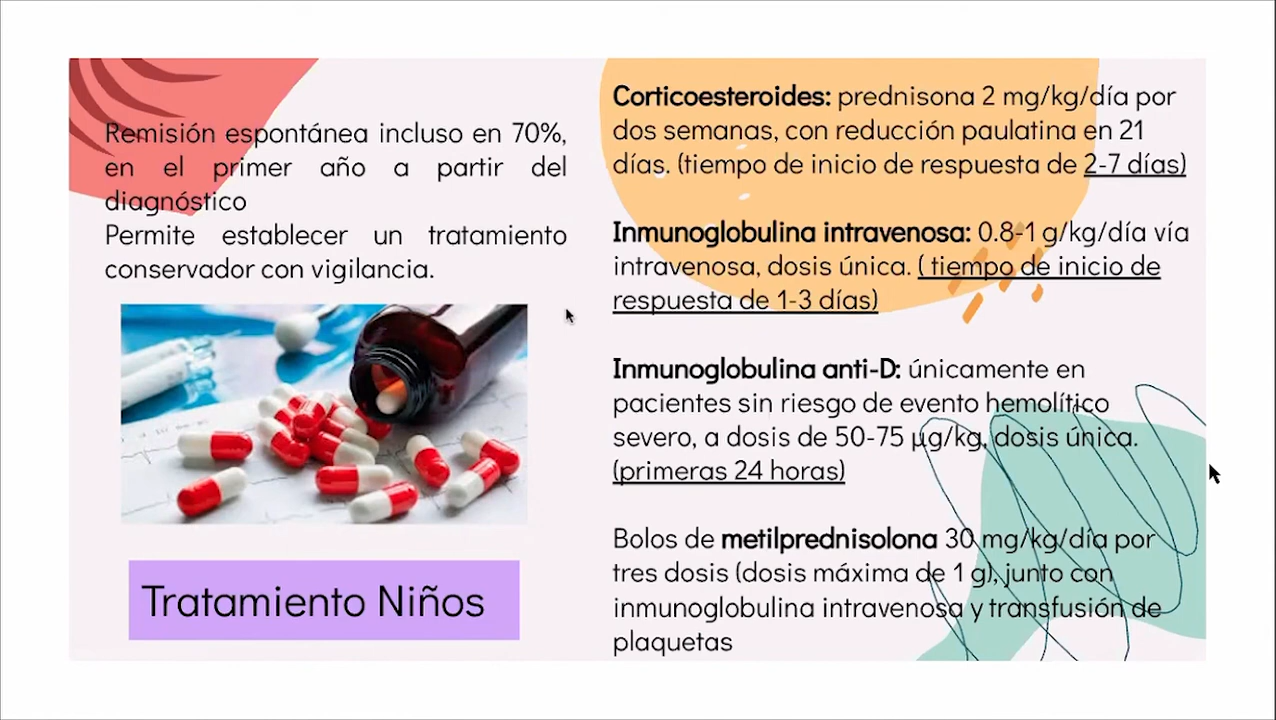 Remisión espontánea incluso en 70%,
en el primer año a partir del
diagnóstico
Permite establecer un tratamiento
conservador con vigilancia.
Tratamiento Niños
Corticoesteroides: prednisona 2 mg/kg/día por
dos semanas, con reducción paulatina en 21
días. (tiempo de inicio de respuesta de 2-7 días)
Inmunoglobulina intravenosa: 0.8-1 g/kg/día vía
intravenosa, dosis única. ( tiempo de inicio de
respuesta de 1-3 días)
Inmunoglobulina anti-D: únicamente en
pacientes sin riesgo de evento hemolítico
severo, a dosis de 50-75 µg/kg, dosis única.
(primeras 24 horas)
Bolos de metilprednisolona 30 mg/kg/día por
tres dosis (dosis máxima de 1 g), junto con
inmunoglobulina intravenosa y transfusión de
plaquetas